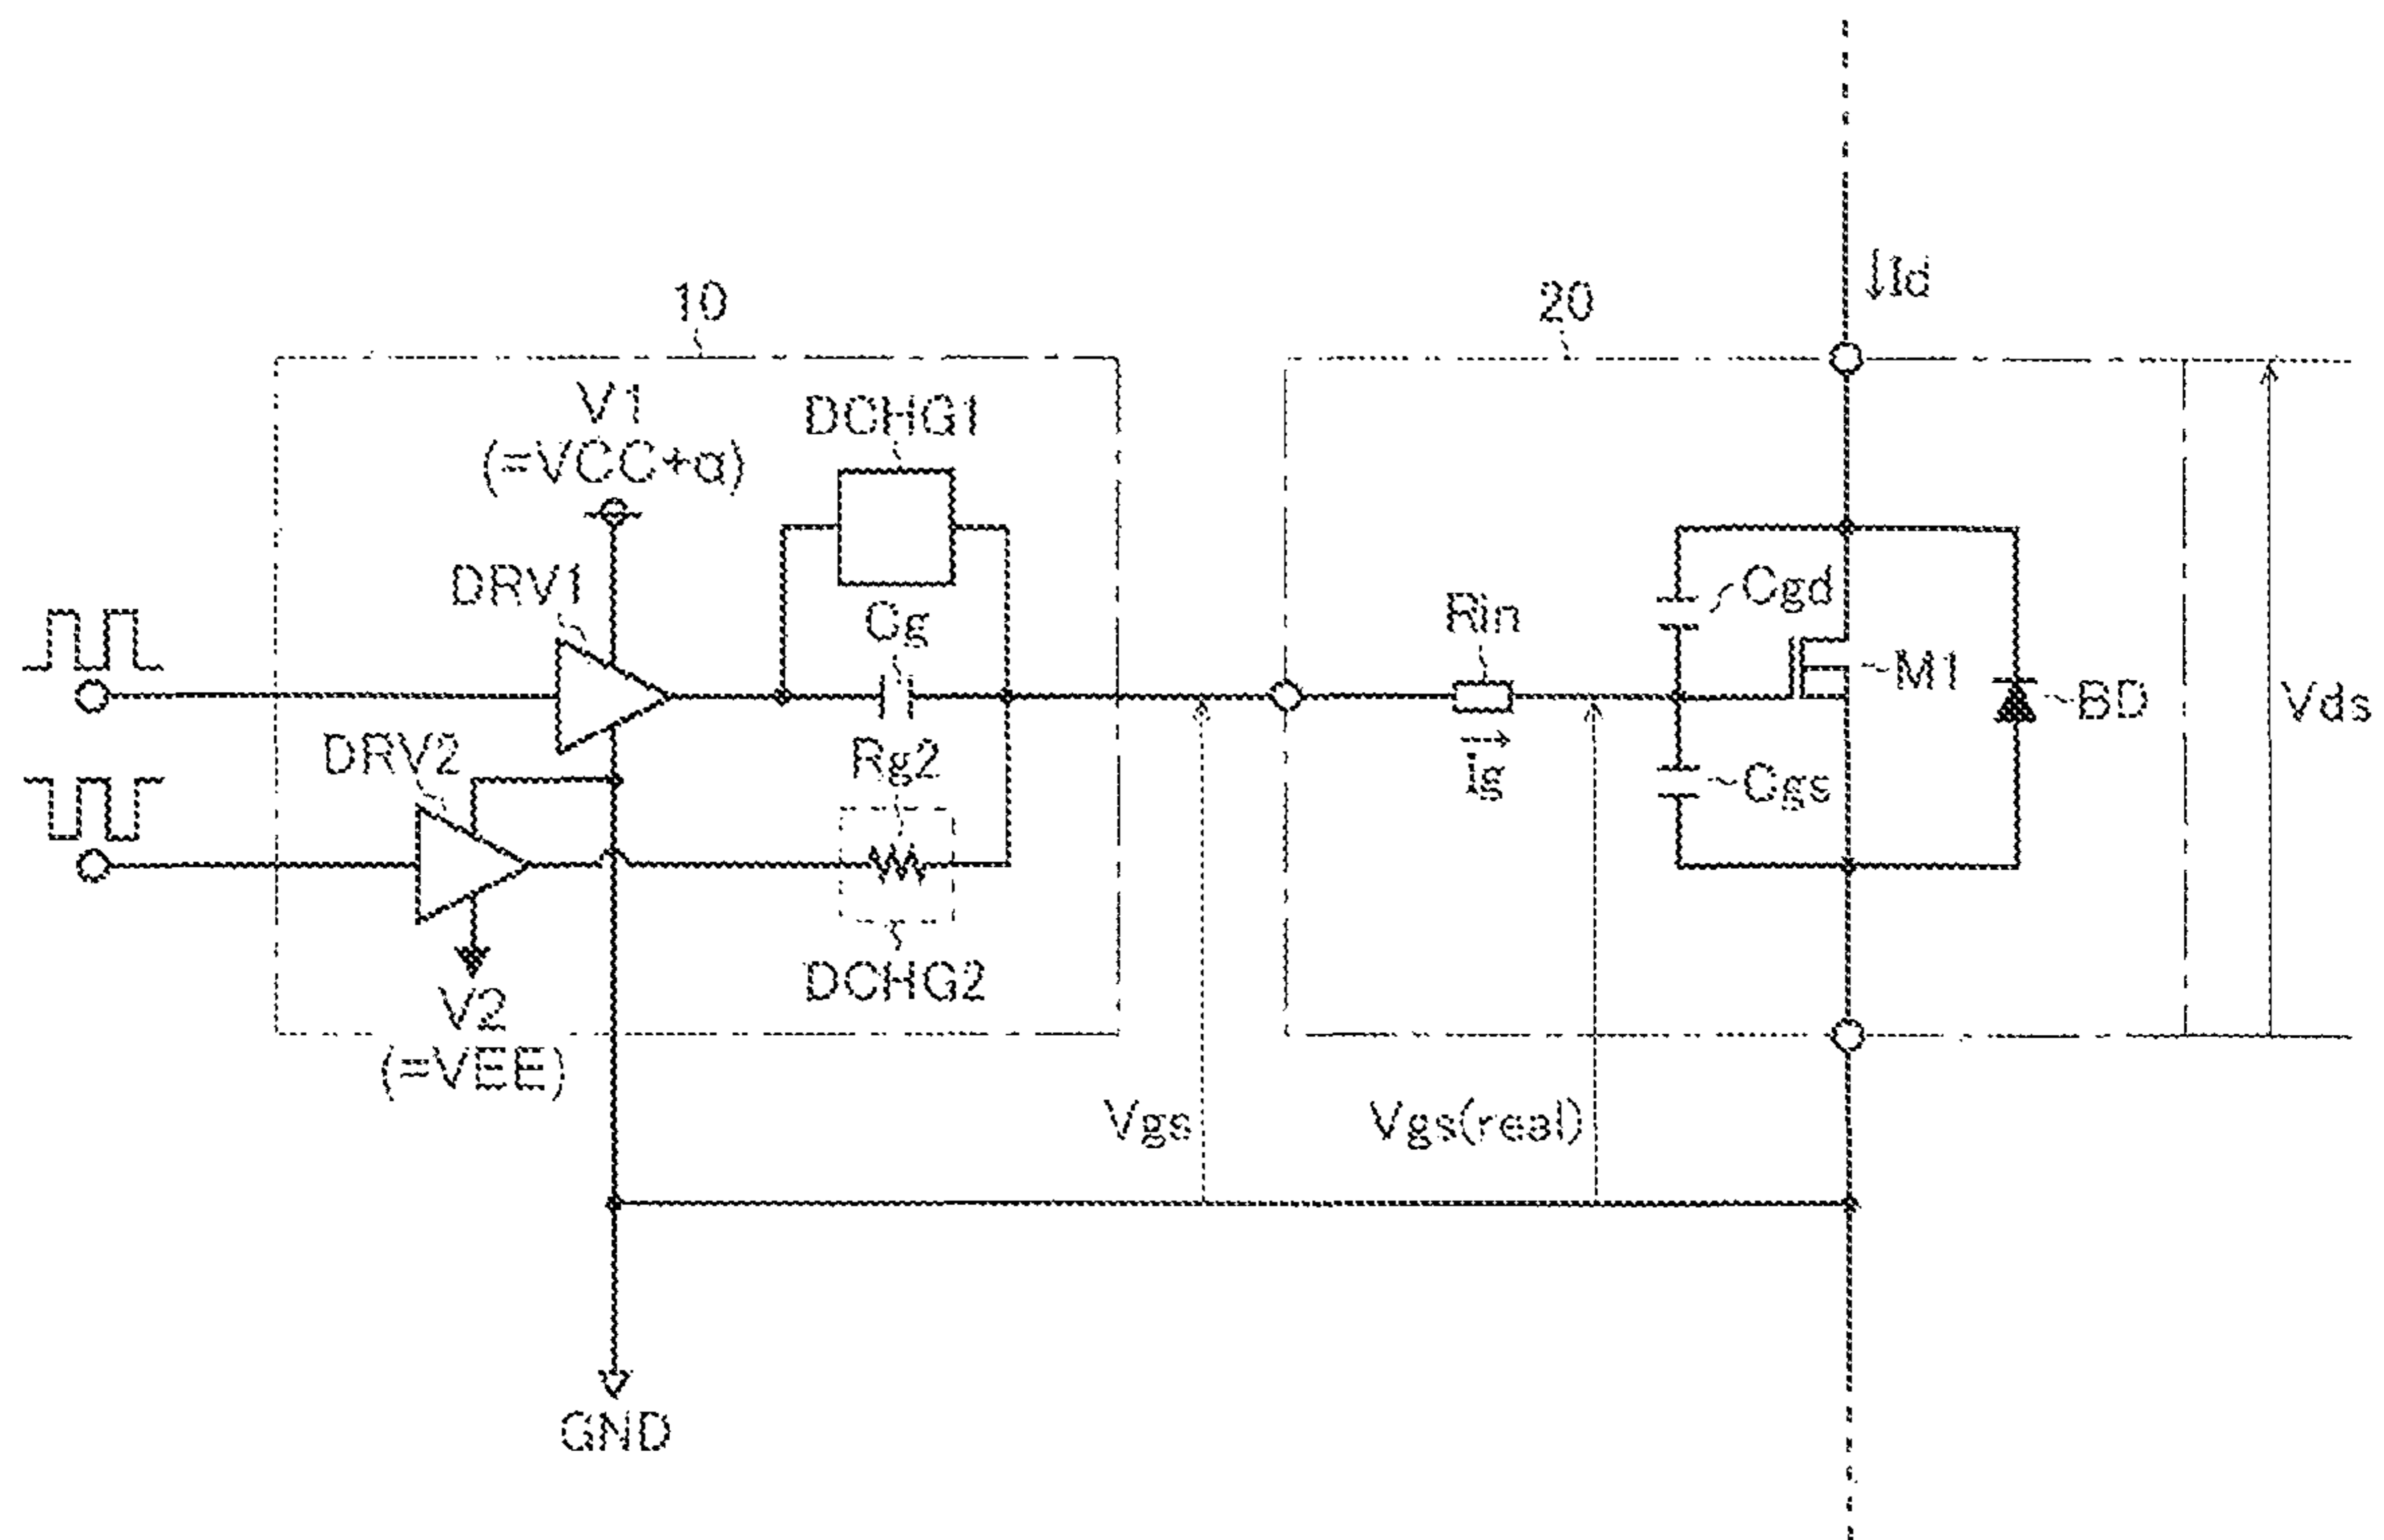 10
20
Id
V1
(=VCC+α)
DCHG1
DRV1
Cg
Rin
Cgd
M1
BD
Vds
DRV2
Rg2
Ig
Cgs
DCHG2
V2
(=VEE)
Vgs
Vgs(real)
GND